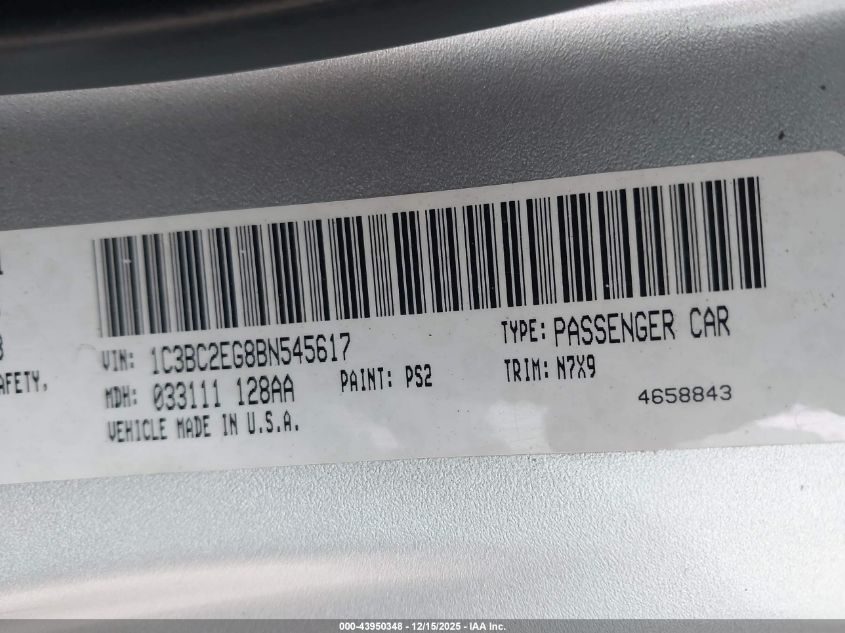 AFETY,
VIN: 1C3BC2EG8BN545617
TYPE: PASSENGER CAR
MDH: 033111 128AA
PAINT: PS2
TRIM: N7X9
VEHICLE MADE IN U.S.A.
4658843
000-43950348 - 12/15/2025 - IAA Inc.